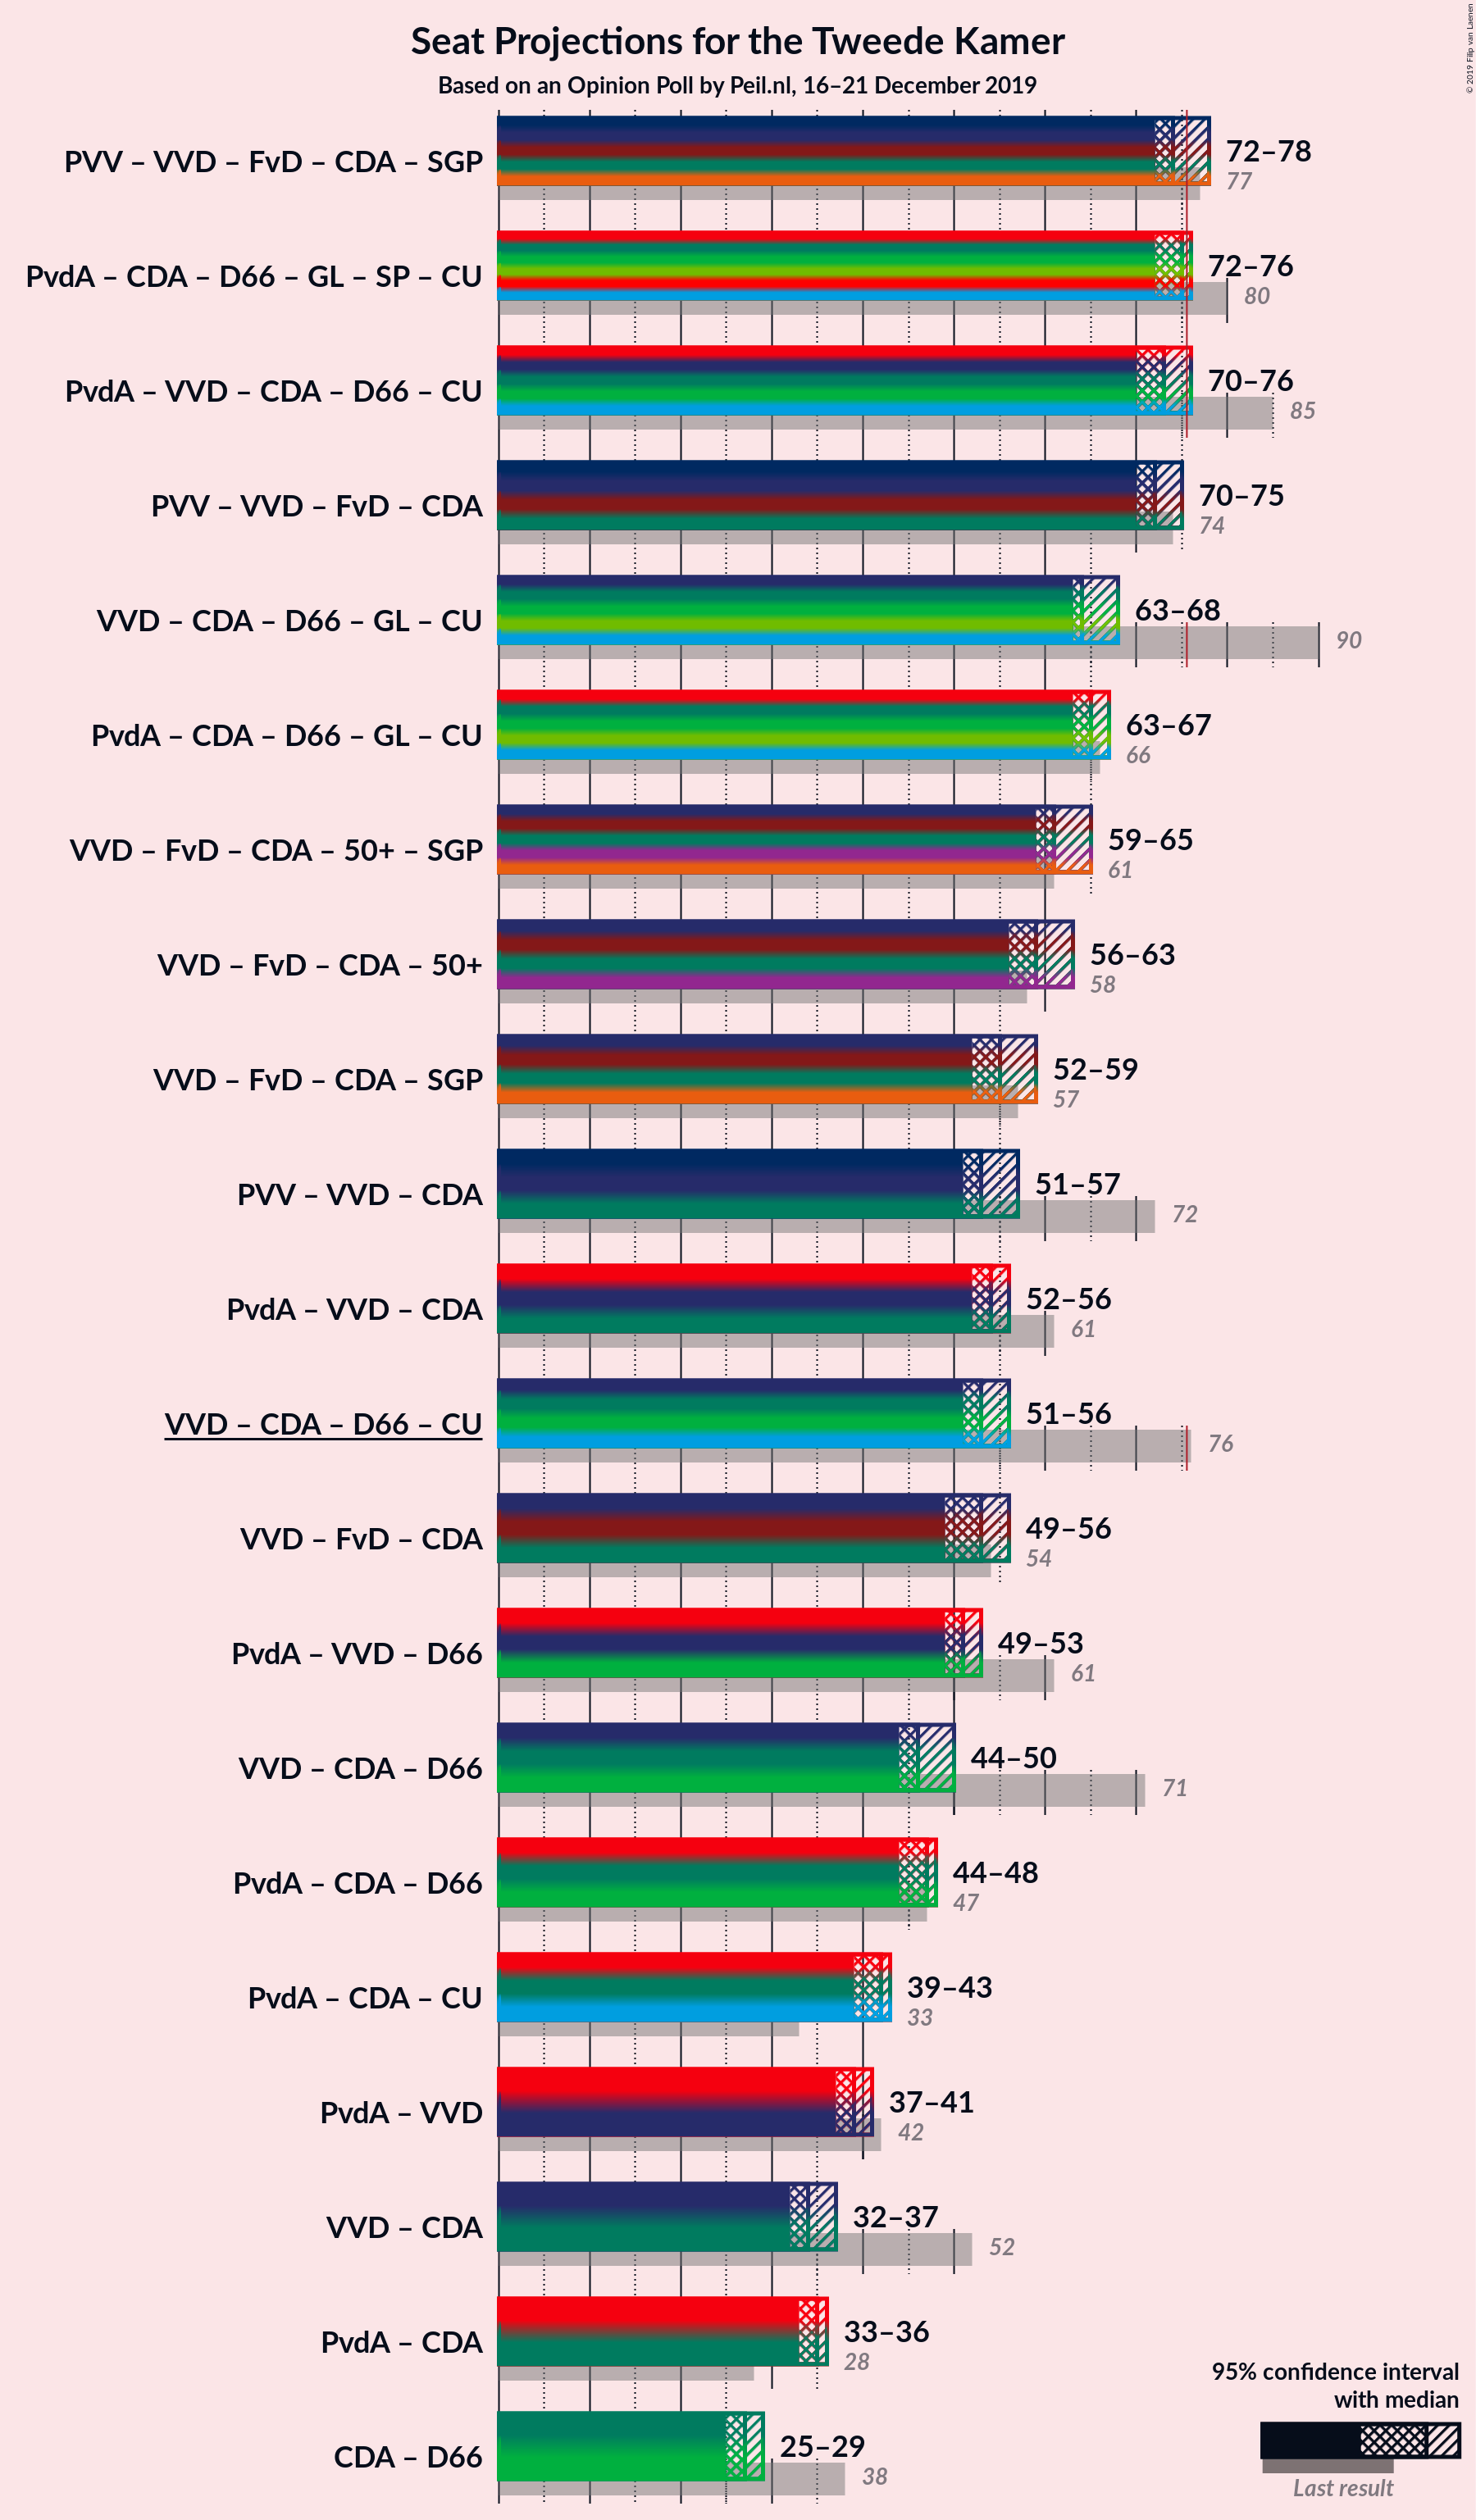 Seat Projections for the Tweede Kamer
Based on an Opinion Poll by Peil.nl, 16–21 December 2019
© 2019 Filip van Laenen
PVV – VVD – FvD – CDA – SGP
72–78
77
PvdA – CDA – D66 – GL – SP – CU
72–76
80
PvdA – VVD – CDA – D66 – CU
70–76
85
PVV – VVD – FvD – CDA
70–75
74
VVD – CDA – D66 – GL – CU
63–68
90
PvdA – CDA – D66 – GL – CU
63–67
66
VVD – FvD – CDA – 50+ – SGP
59–65
61
VVD – FvD – CDA – 50+
56–63
58
VVD – FvD – CDA – SGP
52–59
57
PVV – VVD – CDA
51–57
72
PvdA – VVD – CDA
52–56
61
VVD – CDA – D66 – CU
51–56
76
VVD – FvD – CDA
49–56
54
PvdA – VVD – D66
49–53
61
VVD – CDA – D66
44–50
71
PvdA – CDA – D66
44–48
47
PvdA – CDA – CU
39–43
33
PvdA – VVD
37–41
42
VVD – CDA
32–37
52
PvdA – CDA
33–36
28
CDA – D66
25–29
38
95% confidence interval
with median
Last result